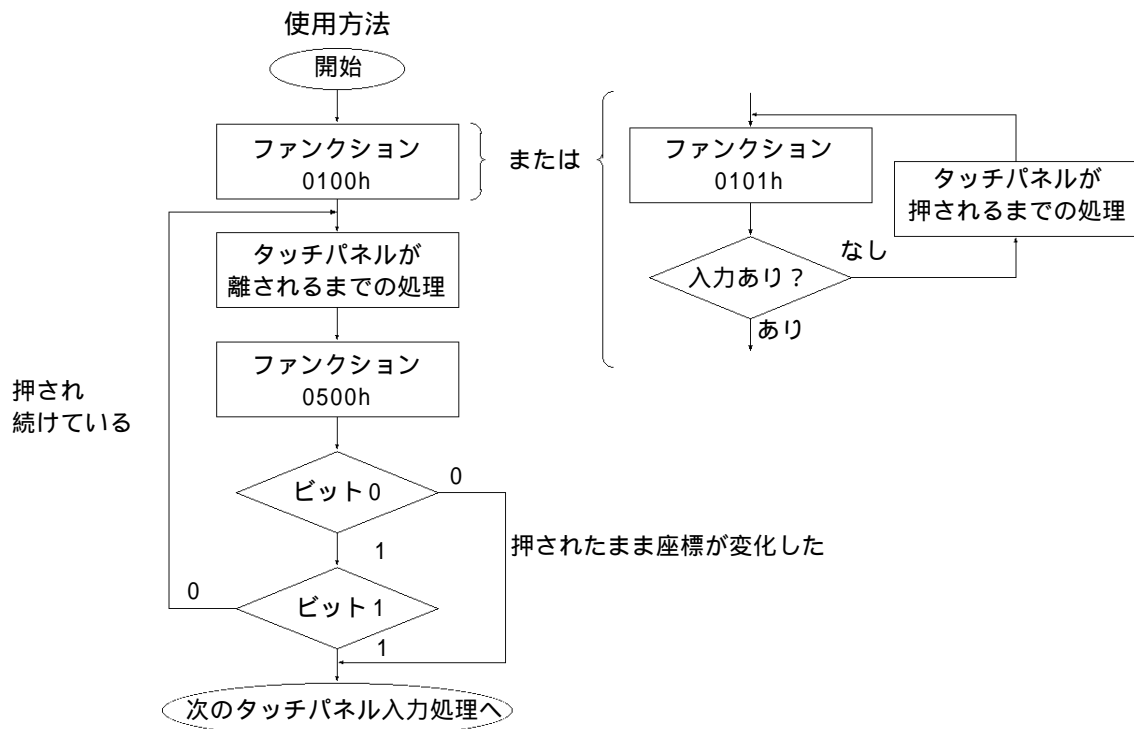 使用方法
開始
ファンクション
0100h
または
ファンクション
0101h
タッチパネルが
押されるまでの処理
入力あり？
なし
あり
タッチパネルが
離されるまでの処理
ファンクション
0500h
押され
続けている
ビット0
0
1
押されたまま座標が変化した
ビット1
0
1
次のタッチパネル入力処理へ